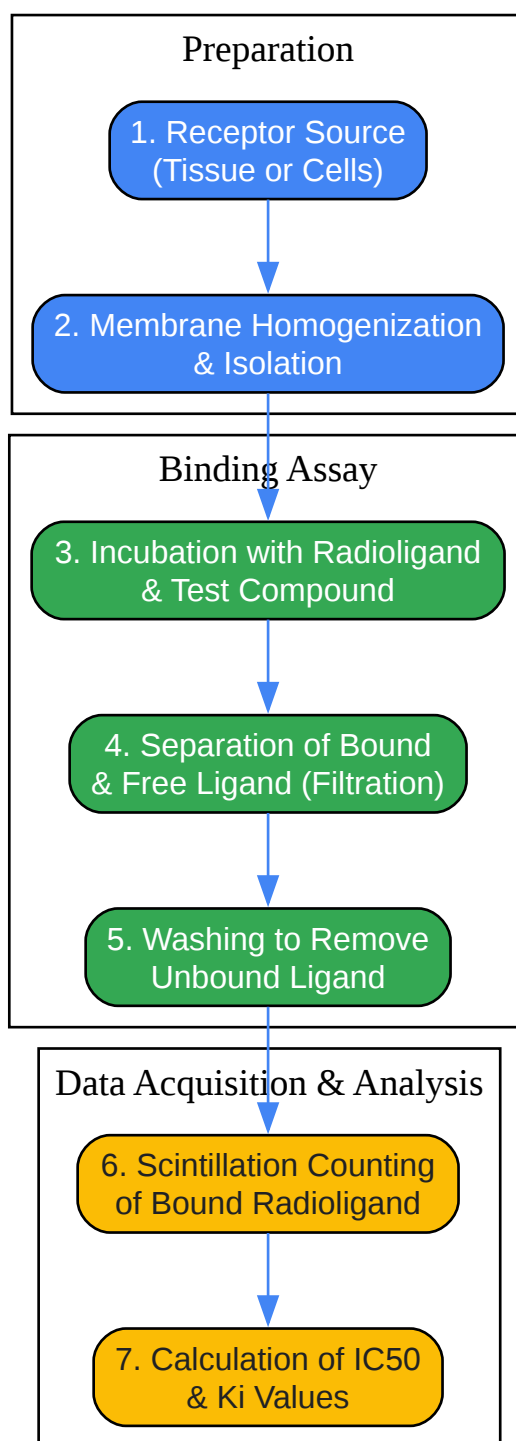 Preparation
1. Receptor Source
(Tissue or Cells)
2. Membrane Homogenization
& Isolation
Binding Assay
3. Incubation with Radioligand
& Test Compound
4. Separation of Bound
& Free Ligand (Filtration)
5. Washing to Remove
Unbound Ligand
Data Acquisition & Analysis
6. Scintillation Counting
of Bound Radioligand
7. Calculation of IC50
& Ki Values